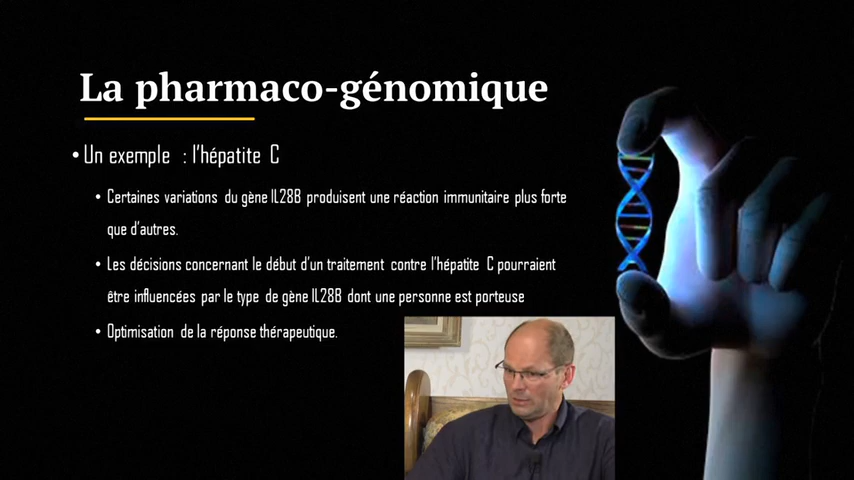 La pharmaco-génomique
• Un exemple : l'hépatite C
• Certaines variations du gène IL28B produisent une réaction immunitaire plus forte
que d'autres.
• Les décisions concernant le début d'un traitement contre l'hépatite C pourraient
être influencées par le type de gène IL28B dont une personne est porteuse
• Optimisation de la réponse thérapeutique.